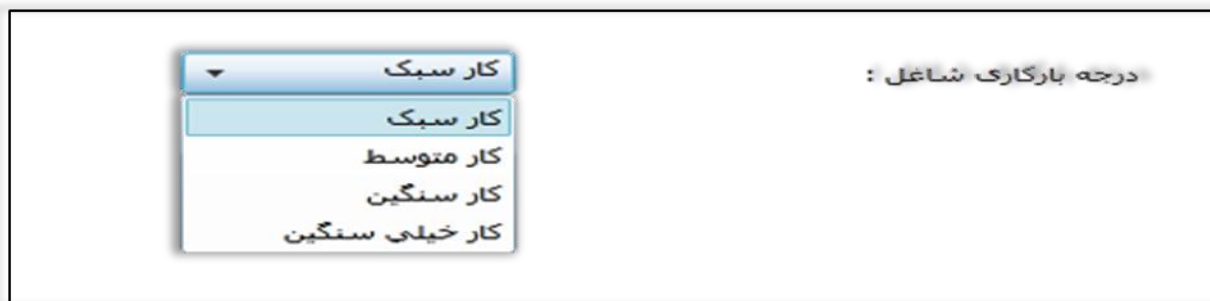 درجه بارکاری شاغل :
کار سبک
کار سبک
کار متوسط
کار سنگین
کار خیلی سنگین